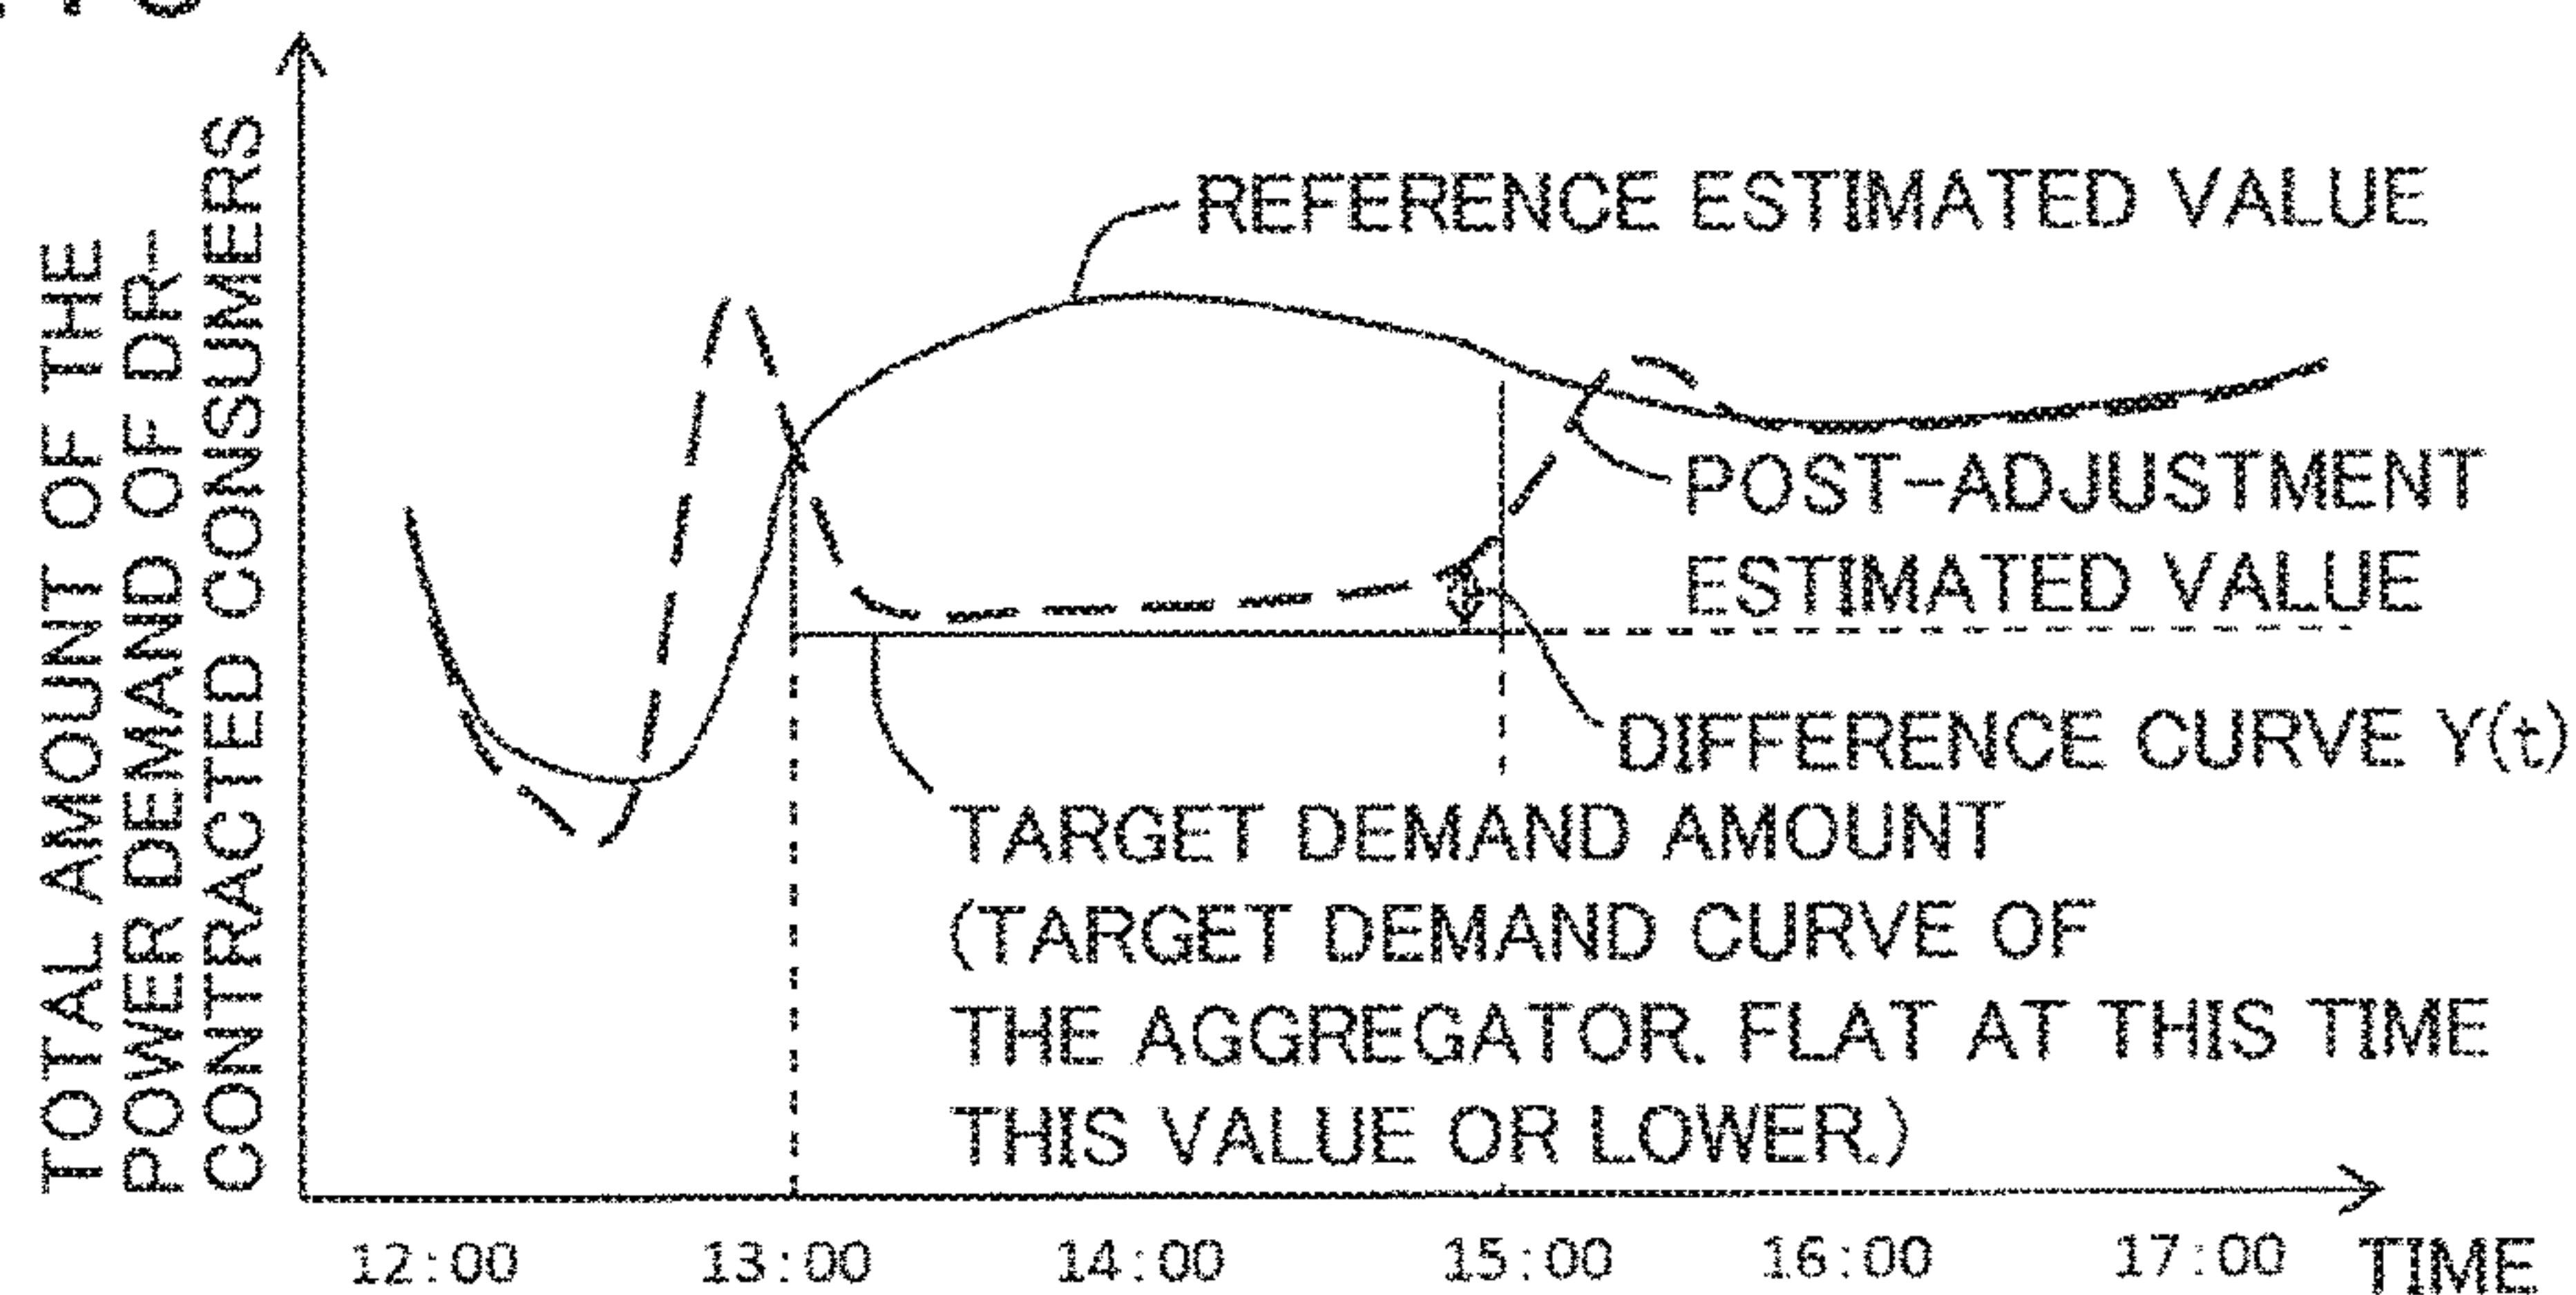 TOTAL AMOUNT OF THE
POWER DEMAND OF DR-
CONTRACTED CONSUMERS
REFERENCE ESTIMATED VALUE
POST-ADJUSTMENT
ESTIMATED VALUE
DIFFERENCE CURVE Y(t)
TARGET DEMAND AMOUNT
(TARGET DEMAND CURVE OF
THE AGGREGATOR. FLAT AT THIS TIME
THIS VALUE OR LOWER.)
12:00 13:00 14:00 15:00 16:00 17:00 TIME